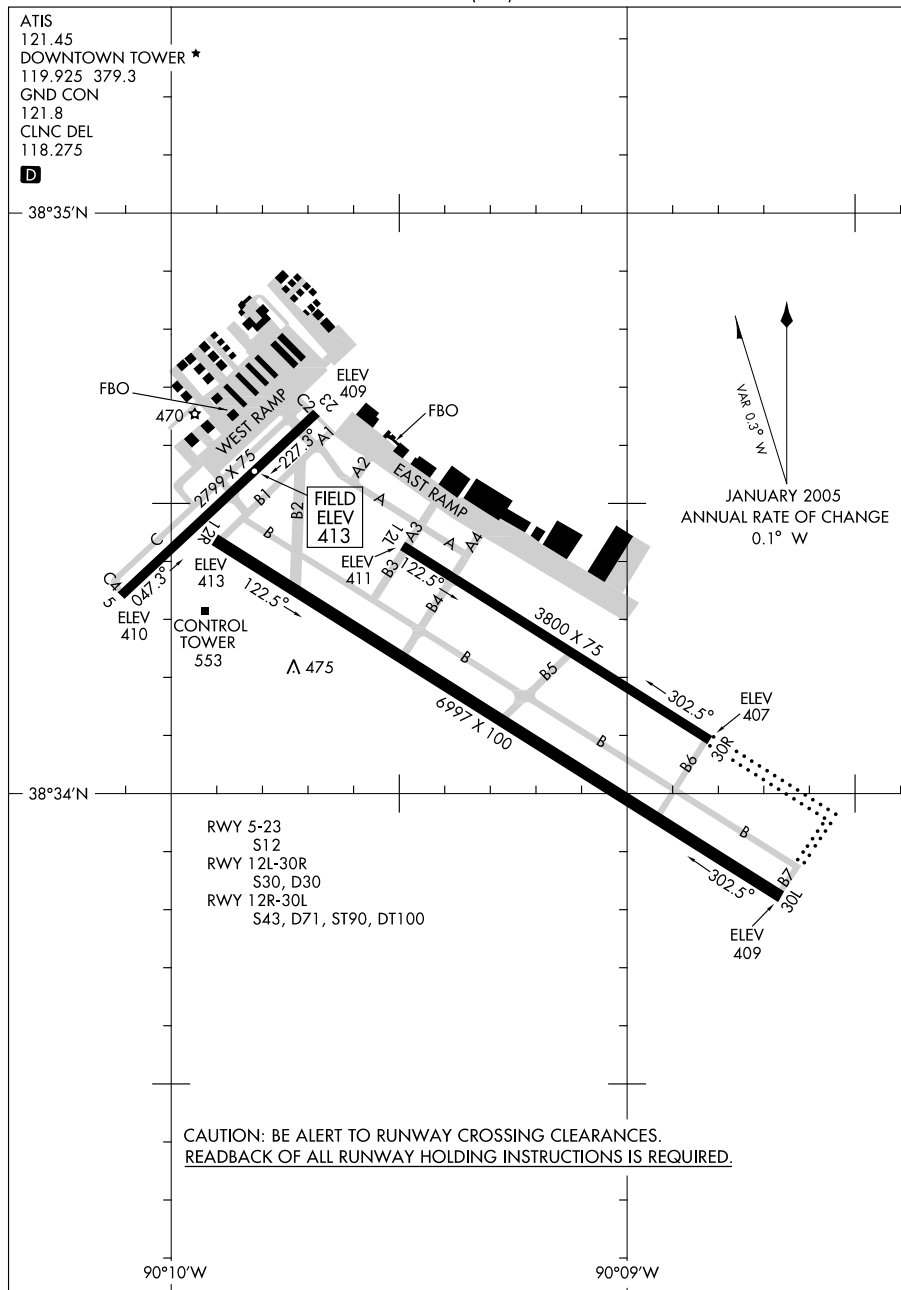 ATIS
121.45
DOWNTOWN TOWER
119.925 379.3
GND CON
121.8
CLNC DEL
118.275
D
38°35'N
FBO
470
WEST RAMP
C2
23
ELEV
409
A1
227.3°
2799 X 75
FBO
A2
EAST RAMP
A
B1
B2
FIELD
ELEV
413
VAR 0.3° W
JANUARY 2005
ANNUAL RATE OF CHANGE
0.1° W
C
12R
B
12L
A3
A
A4
C4
5
047.3°
ELEV
410
ELEV
413
122.5°
ELEV
411
B3
122.5°
B4
CONTROL
TOWER
553
475
3800 X 75
B
B5
6997 X 100
302.5°
ELEV
407
30R
B
B6
38°34'N
B
B7
30L
302.5°
ELEV
409
RWY 5-23
S12
RWY 12L-30R
S30, D30
RWY 12R-30L
S43, D71, ST90, DT100
CAUTION: BE ALERT TO RUNWAY CROSSING CLEARANCES.
READBACK OF ALL RUNWAY HOLDING INSTRUCTIONS IS REQUIRED.
90°10'W
90°09'W